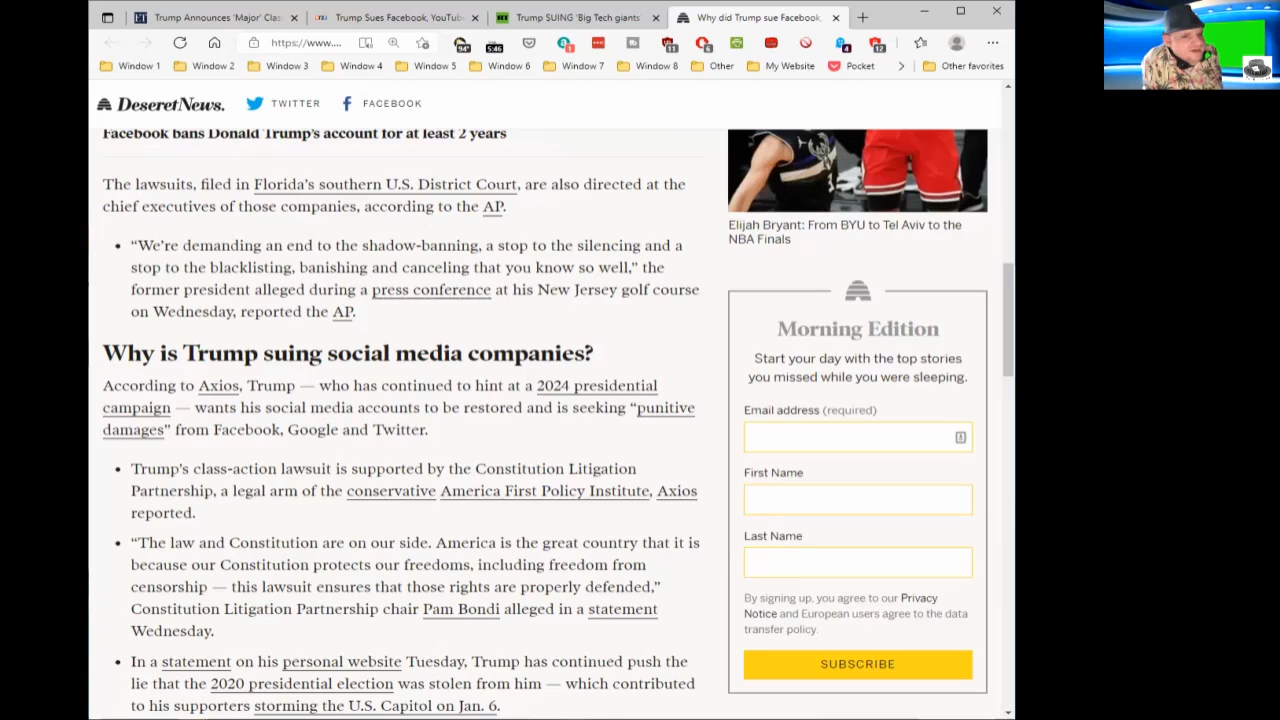 Trump Announces 'Major' Clas
Trump Sues Facebook, YouTub
RT
Trump SUING 'Big Tech giants
Why did Trump sue Facebook,
https://www....
94°
5:46
1
11
6
4
12
Window 1
Window 2
Window 3
Window 4
Window 5
Window 6
Window 7
Window 8
Other
My Website
Pocket
Other favorites
Deseret News.
TWITTER
FACEBOOK
Facebook bans Donald Trump's account for at least 2 years
The lawsuits, filed in Florida's southern U.S. District Court, are also directed at the
chief executives of those companies, according to the AP.
• “We're demanding an end to the shadow-banning, a stop to the silencing and a
stop to the blacklisting, banishing and canceling that you know so well,” the
former president alleged during a press conference at his New Jersey golf course
on Wednesday, reported the AP.
Why is Trump suing social media companies?
According to Axios, Trump — who has continued to hint at a 2024 presidential
campaign — wants his social media accounts to be restored and is seeking “punitive
damages” from Facebook, Google and Twitter.
• Trump's class-action lawsuit is supported by the Constitution Litigation
Partnership, a legal arm of the conservative America First Policy Institute, Axios
reported.
• “The law and Constitution are on our side. America is the great country that it is
because our Constitution protects our freedoms, including freedom from
censorship — this lawsuit ensures that those rights are properly defended,”
Constitution Litigation Partnership chair Pam Bondi alleged in a statement
Wednesday.
• In a statement on his personal website Tuesday, Trump has continued push the
lie that the 2020 presidential election was stolen from him — which contributed
to his supporters storming the U.S. Capitol on Jan. 6.
Elijah Bryant: From BYU to Tel Aviv to the
NBA Finals
Morning Edition
Start your day with the top stories
you missed while you were sleeping.
Email address (required)
First Name
Last Name
By signing up, you agree to our Privacy
Notice and European users agree to the data
transfer policy.
SUBSCRIBE